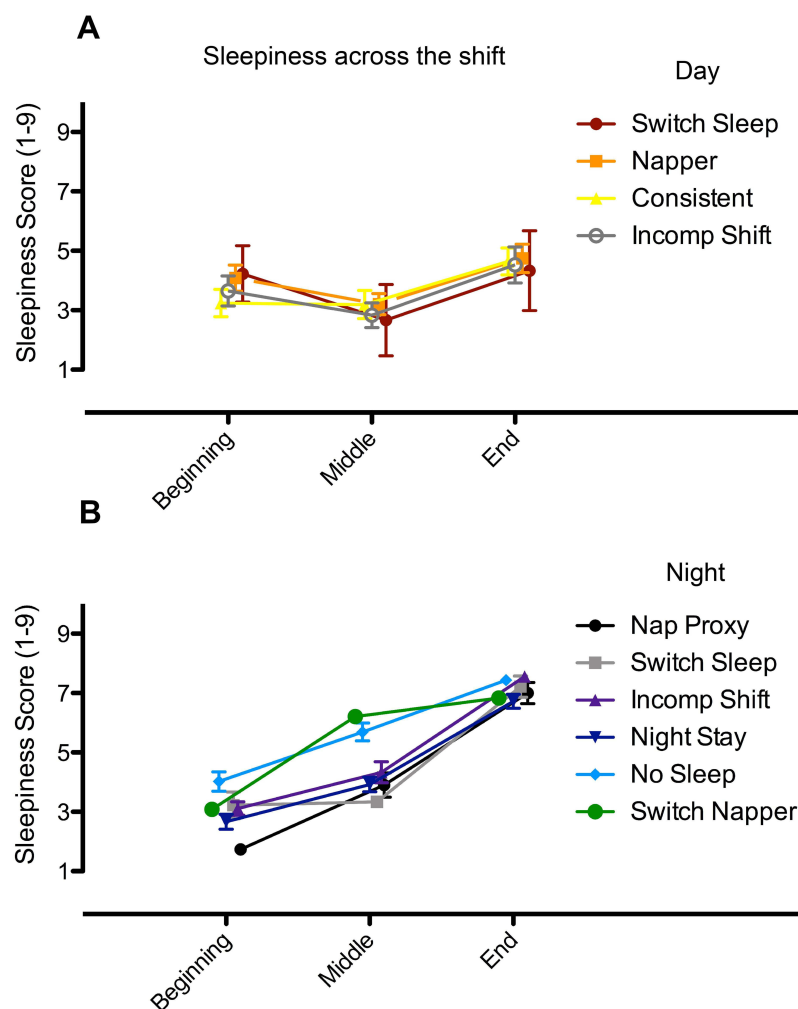 A
Sleepiness across the shift
Day
Sleepiness Score (1-9)
9
7
5
3
1
Switch Sleep
Napper
Consistent
Incomp Shift
Beginning
Middle
End
B
Night
Sleepiness Score (1-9)
9
7
5
3
1
Nap Proxy
Switch Sleep
Incomp Shift
Night Stay
No Sleep
Switch Napper
Beginning
Middle
End